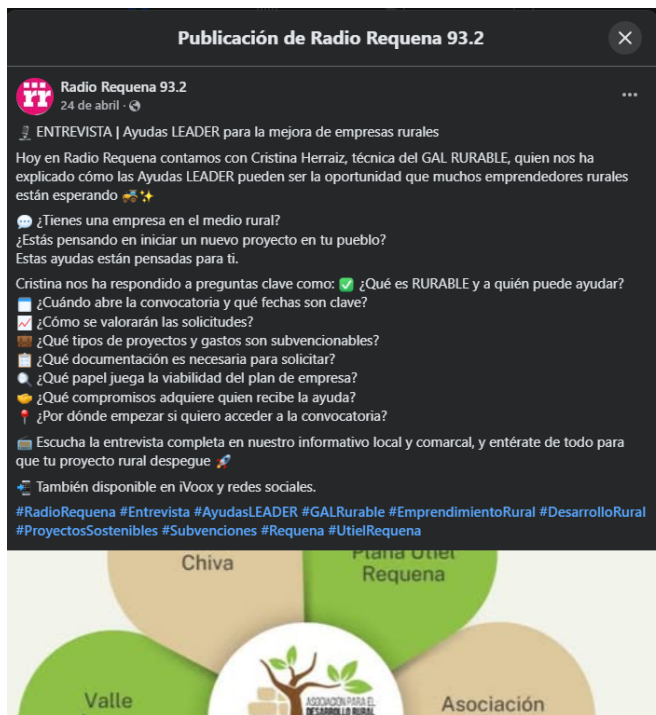 Publicación de Radio Requena 93.2
Radio Requena 93.2
24 de abril ·
🎙️ ENTREVISTA | Ayudas LEADER para la mejora de empresas rurales
Hoy en Radio Requena contamos con Cristina Herraiz, técnica del GAL RURABLE, quien nos ha
explicado cómo las Ayudas LEADER pueden ser la oportunidad que muchos emprendedores rurales
están esperando 🚜✨
💬 ¿Tienes una empresa en el medio rural?
¿Estás pensando en iniciar un nuevo proyecto en tu pueblo?
Estas ayudas están pensadas para ti.
Cristina nos ha respondido a preguntas clave como: ✅ ¿Qué es RURABLE y a quién puede ayudar?
🗓️ ¿Cuándo abre la convocatoria y qué fechas son clave?
📈 ¿Cómo se valorarán las solicitudes?
💼 ¿Qué tipos de proyectos y gastos son subvencionables?
📋 ¿Qué documentación es necesaria para solicitar?
🔍 ¿Qué papel juega la viabilidad del plan de empresa?
🤝 ¿Qué compromisos adquiere quien recibe la ayuda?
📍 ¿Por dónde empezar si quiero acceder a la convocatoria?
📻 Escucha la entrevista completa en nuestro informativo local y comarcal, y entérate de todo para
que tu proyecto rural despegue 🚀
📲 También disponible en iVoox y redes sociales.
#RadioRequena #Entrevista #AyudasLEADER #GALRurable #EmprendimientoRural #DesarrolloRural
#ProyectosSostenibles #Subvenciones #Requena #UtielRequena
Chiva
Plana Utiel
Requena
Valle
ASOCIACIÓN PARA EL
DESARROLLO RURAL
Asociación